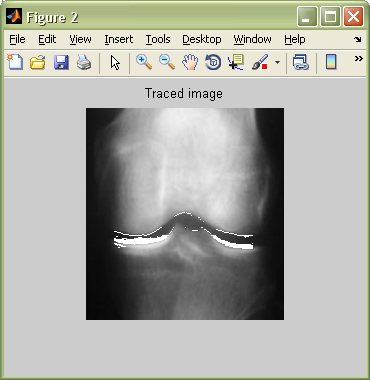 Figure 2
File Edit View Insert Tools Desktop Window Help
Traced image